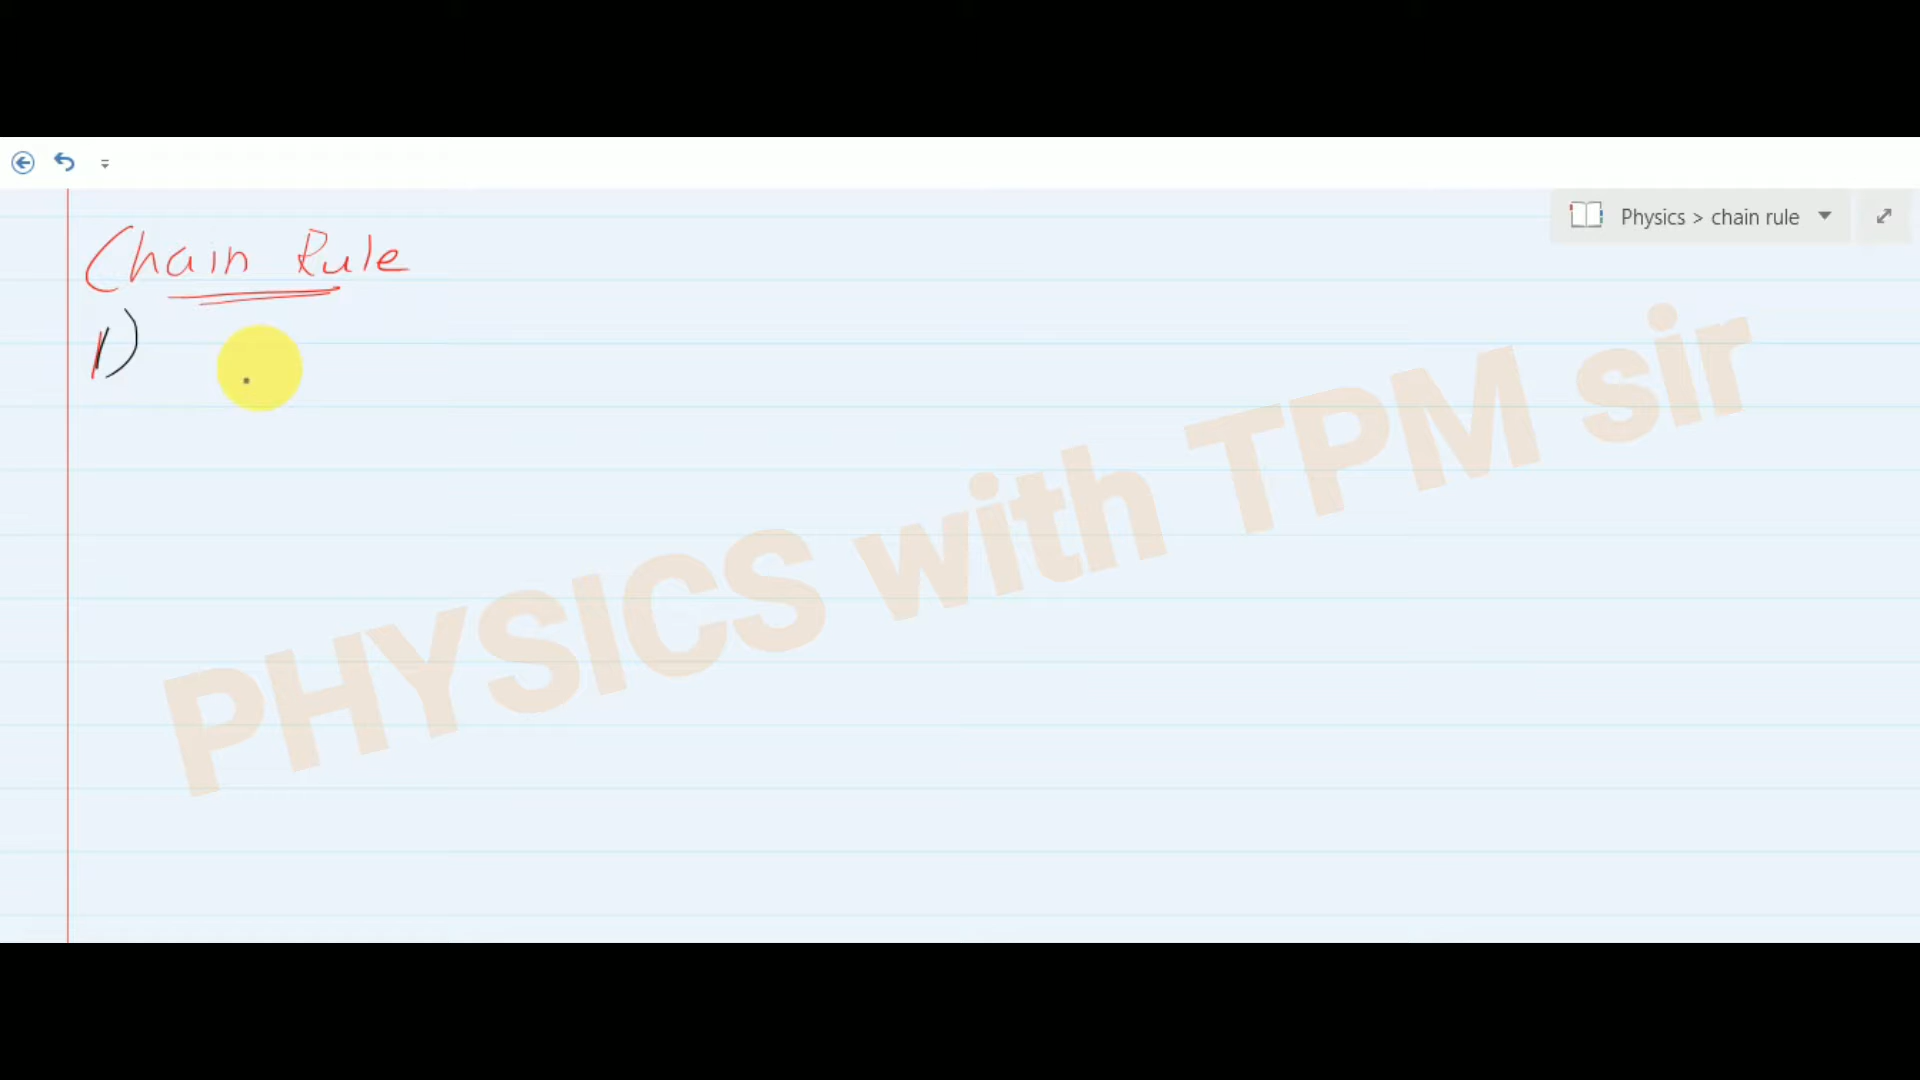 Physics > chain rule
Chain Rule
1)
PHYSICS with TPM sir